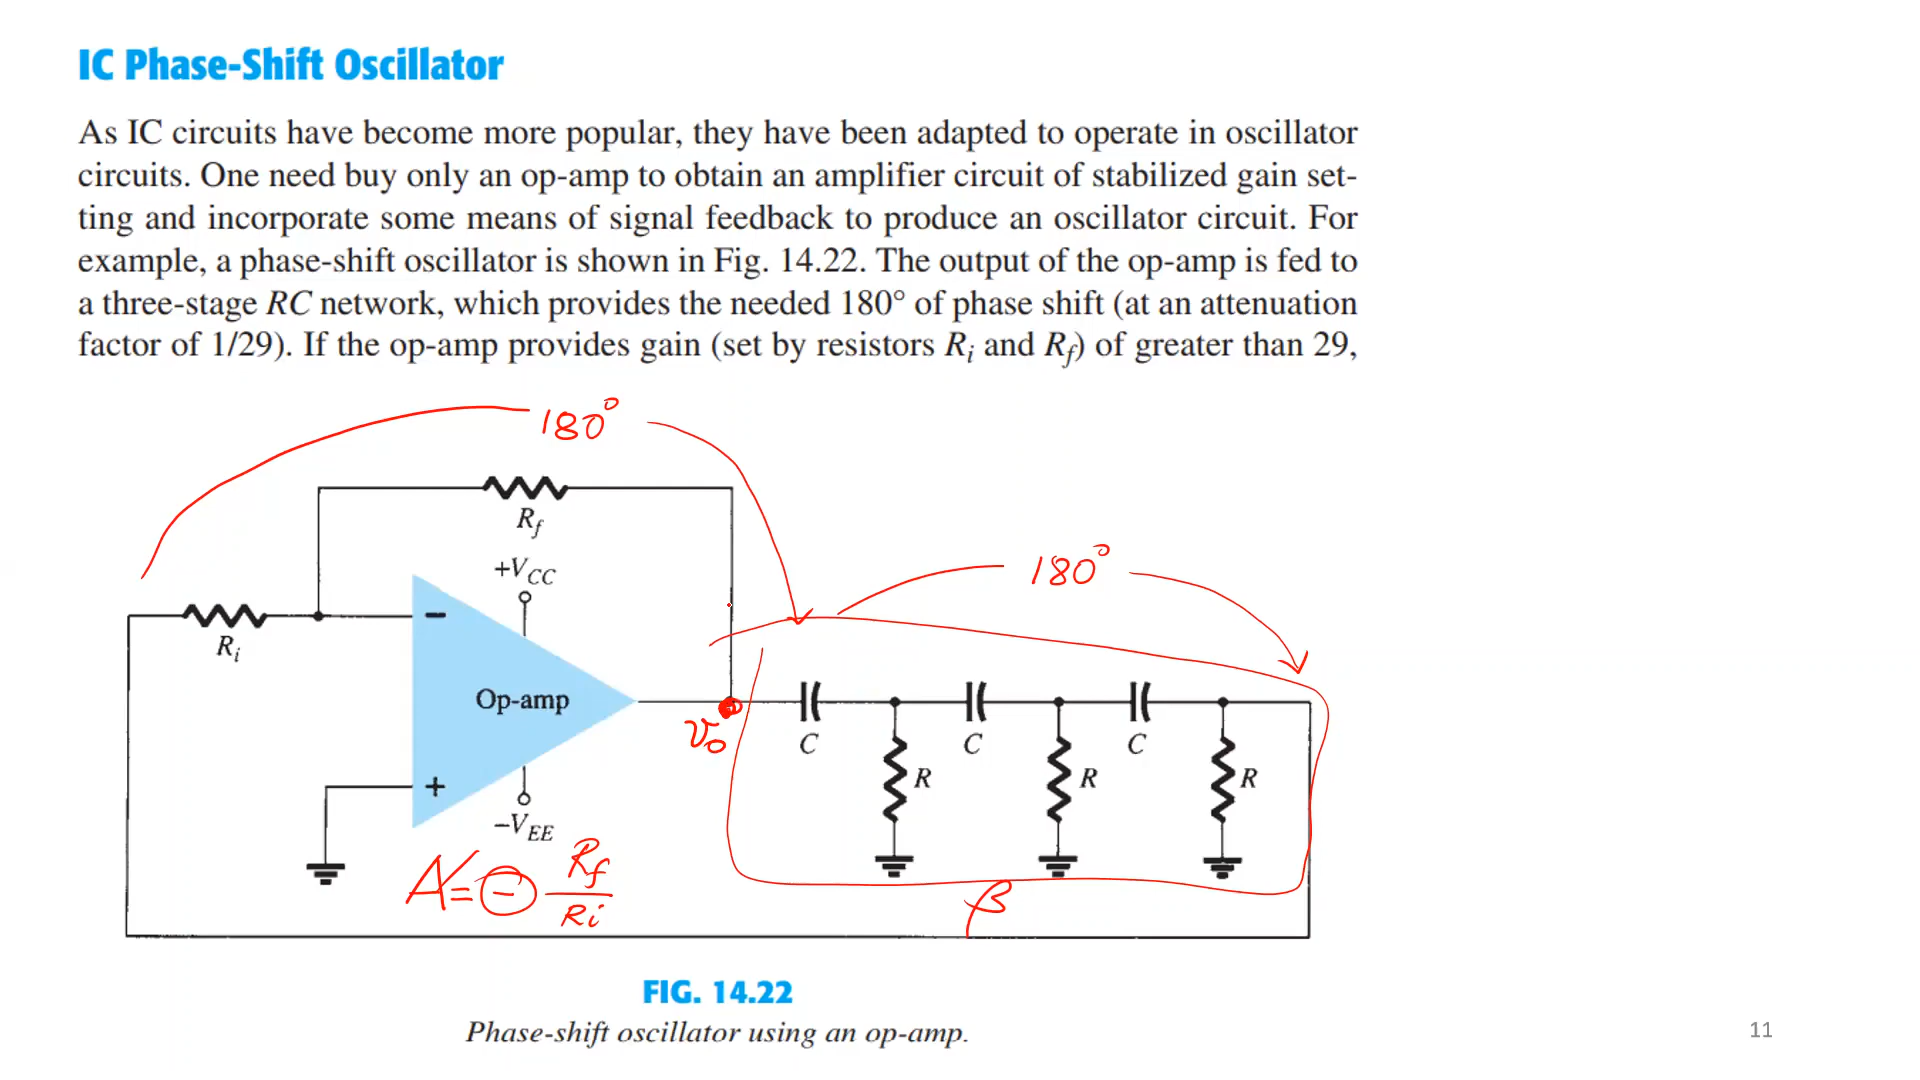 IC Phase-Shift Oscillator
As IC circuits have become more popular, they have been adapted to operate in oscillator
circuits. One need buy only an op-amp to obtain an amplifier circuit of stabilized gain set-
ting and incorporate some means of signal feedback to produce an oscillator circuit. For
example, a phase-shift oscillator is shown in Fig. 14.22. The output of the op-amp is fed to
a three-stage RC network, which provides the needed 180° of phase shift (at an attenuation
factor of 1/29). If the op-amp provides gain (set by resistors Ri and Rf) of greater than 29,
180°
Rf
+VCC
180°
−
Ri
Op-amp
vo
C
C
C
R
R
R
+
−VEE
A = − Rf
Ri
β
FIG. 14.22
Phase-shift oscillator using an op-amp.
11